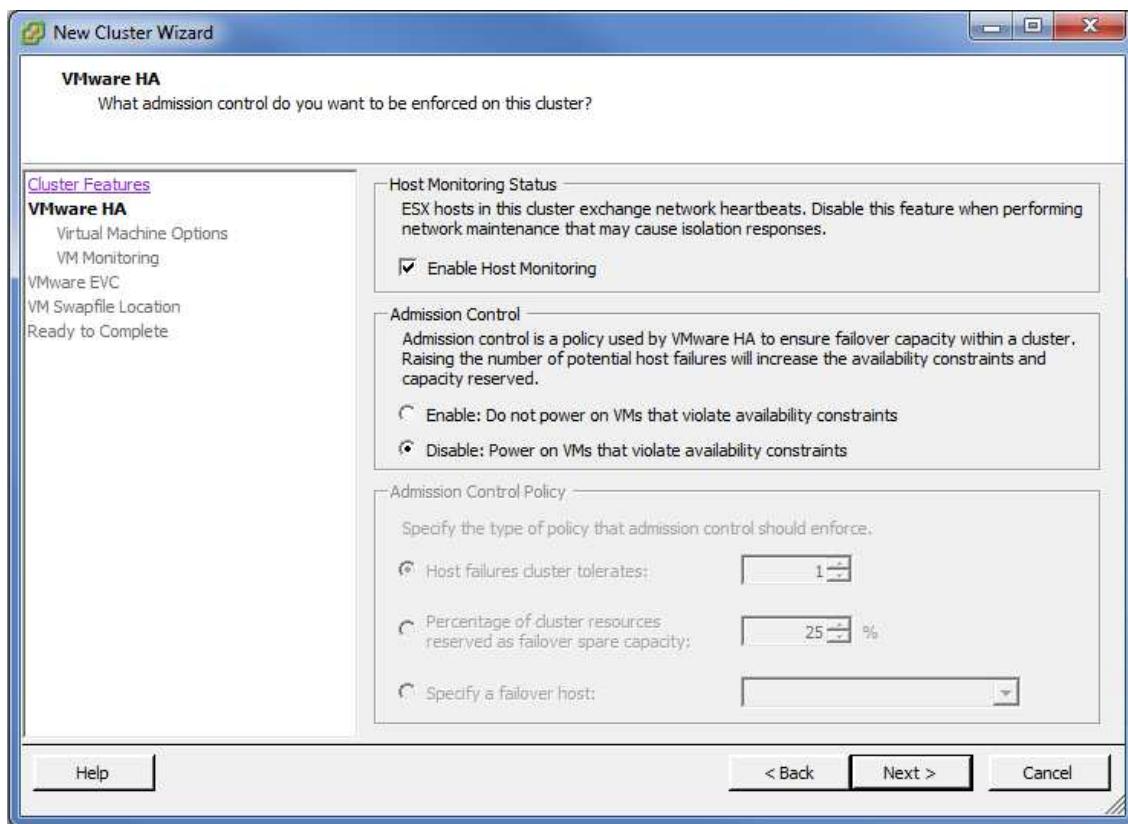 New Cluster Wizard
VMware HA
What admission control do you want to be enforced on this cluster?
Cluster Features
VMware HA
Virtual Machine Options
VM Monitoring
VMware EVC
VM Swapfile Location
Ready to Complete
Host Monitoring Status
ESX hosts in this cluster exchange network heartbeats. Disable this feature when performing
network maintenance that may cause isolation responses.
Enable Host Monitoring
Admission Control
Admission control is a policy used by VMware HA to ensure failover capacity within a cluster.
Raising the number of potential host failures will increase the availability constraints and
capacity reserved.
Enable: Do not power on VMs that violate availability constraints
Disable: Power on VMs that violate availability constraints
Admission Control Policy
Specify the type of policy that admission control should enforce.
Host failures cluster tolerates: 1
Percentage of cluster resources
reserved as failover spare capacity: 25 %
Specify a failover host:
Help < Back Next > Cancel